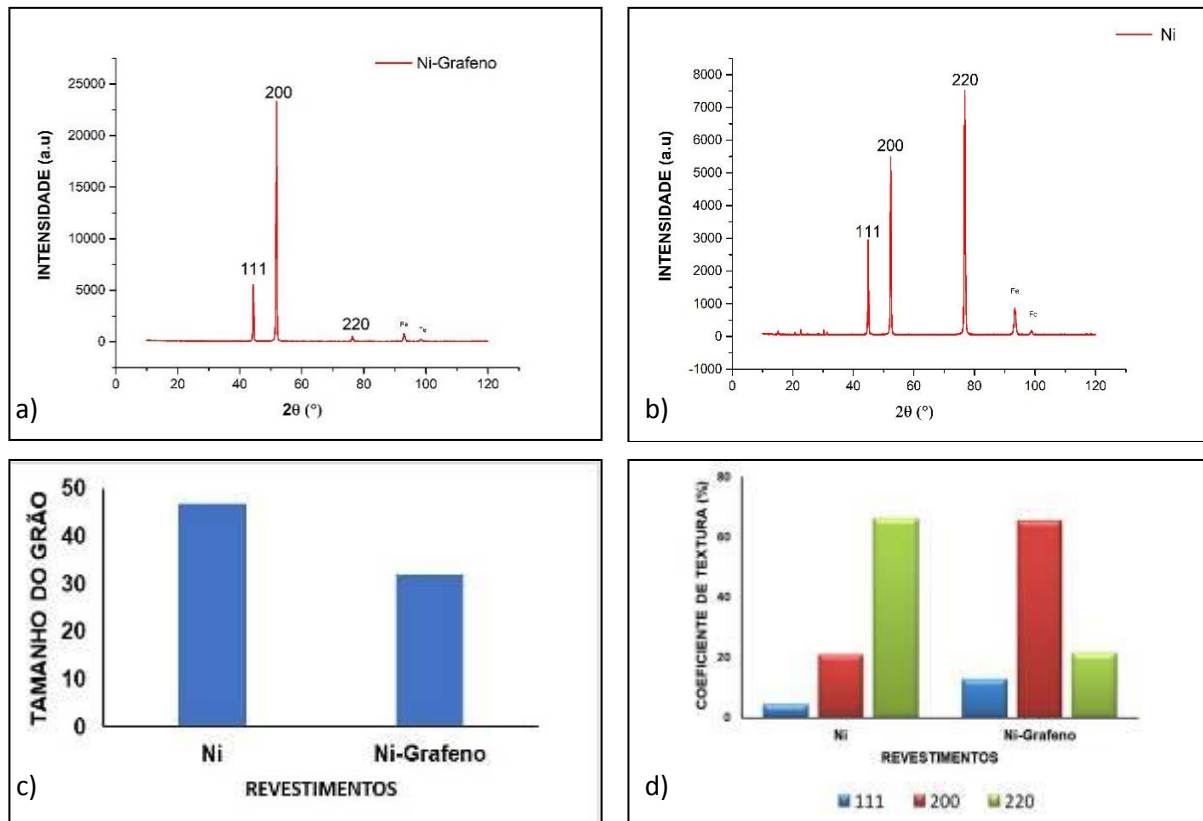 Ni-Grafeno
200
111
220
Fe
Fe
INTENSIDADE (a.u)
25000
20000
15000
10000
5000
0
0 20 40 60 80 100 120
2θ (°)
a)
Ni
220
200
111
Fe
Fe
INTENSIDADE (a.u)
8000
7000
6000
5000
4000
3000
2000
1000
0
-1000
0 20 40 60 80 100 120
2θ (°)
b)
TAMANHO DO GRÃO
50
40
30
20
10
0
Ni Ni-Grafeno
REVESTIMENTOS
c)
COEFICIENTE DE TEXTURA (%)
80
60
40
20
0
Ni Ni-Grafeno
REVESTIMENTOS
111 200 220
d)